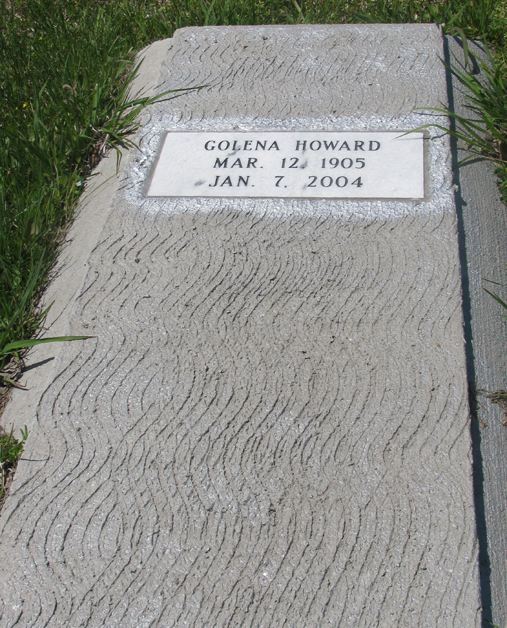 GOLENA HOWARD
MAR. 12, 1905
JAN. 7, 2004